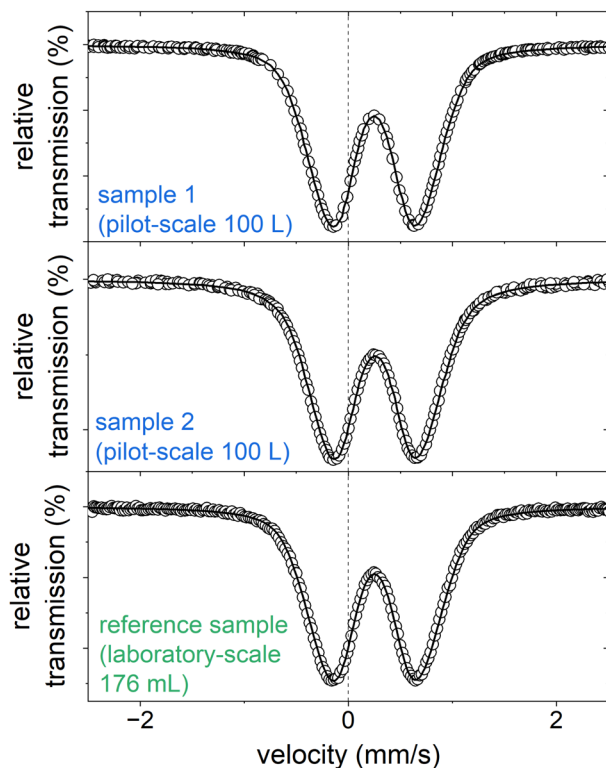 relative
transmission (%)
sample 1
(pilot-scale 100 L)
relative
transmission (%)
sample 2
(pilot-scale 100 L)
relative
transmission (%)
reference sample
(laboratory-scale
176 mL)
−2
0
2
velocity (mm/s)